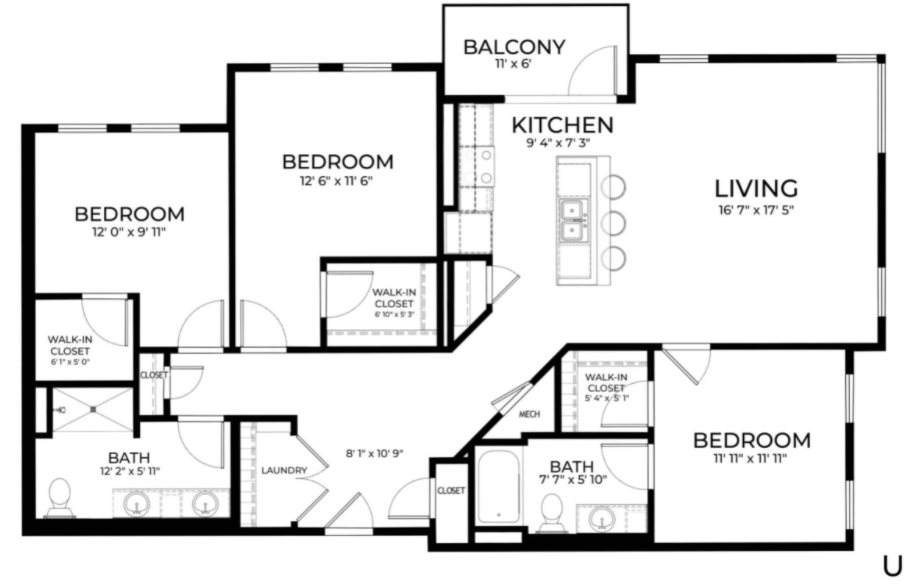 BALCONY
11' x 6'
KITCHEN
9' 4" x 7' 3"
BEDROOM
12' 6" x 11' 6"
LIVING
16' 7" x 17' 5"
BEDROOM
12' 0" x 9' 11"
WALK-IN
CLOSET
6' 10" x 5' 3"
WALK-IN
CLOSET
6' 1" x 5' 0"
CLOSET
WALK-IN
CLOSET
5' 4" x 5' 1"
MECH
BEDROOM
11' 11" x 11' 11"
BATH
12' 2" x 5' 11"
LAUNDRY
8' 1" x 10' 9"
CLOSET
BATH
7' 7" x 5' 10"
U